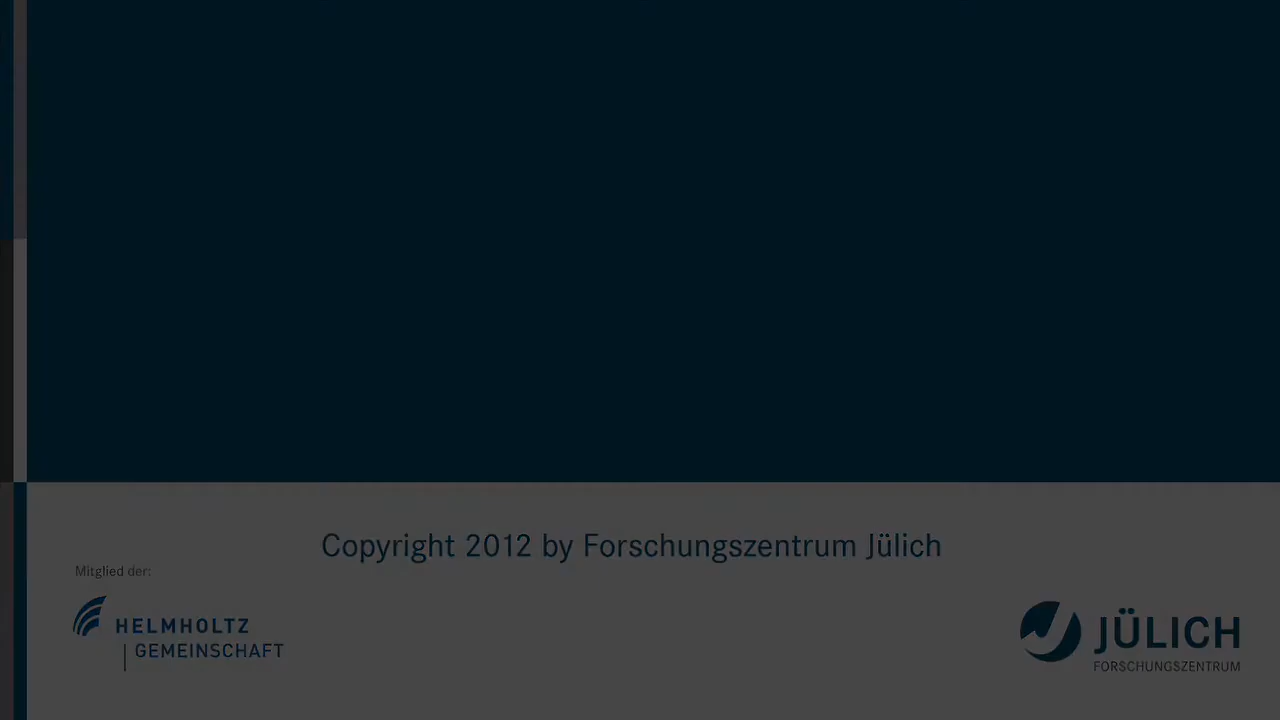 Copyright 2012 by Forschungszentrum Jülich
Mitglied der:
HELMHOLTZ
GEMEINSCHAFT
JÜLICH
FORSCHUNGSZENTRUM